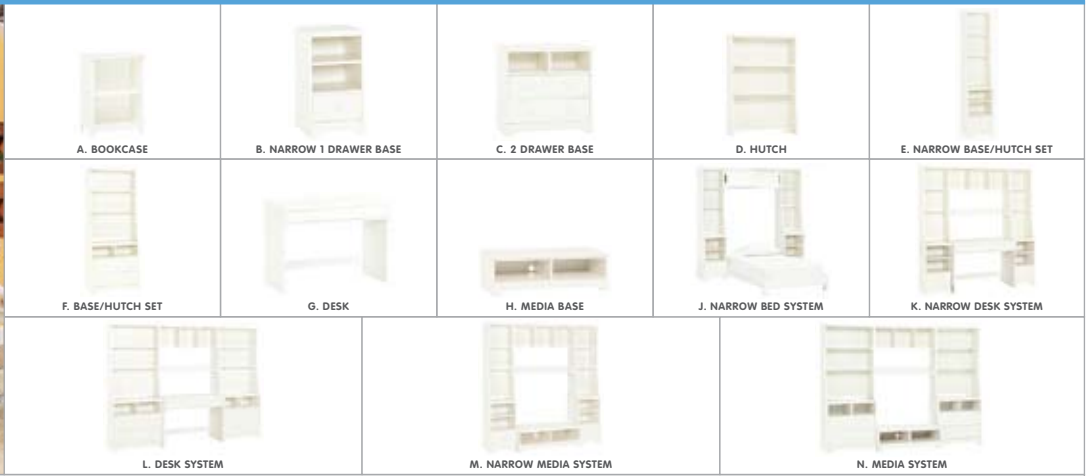 A. BOOKCASE
B. NARROW 1 DRAWER BASE
C. 2 DRAWER BASE
D. HUTCH
E. NARROW BASE/HUTCH SET
F. BASE/HUTCH SET
G. DESK
H. MEDIA BASE
J. NARROW BED SYSTEM
K. NARROW DESK SYSTEM
L. DESK SYSTEM
M. NARROW MEDIA SYSTEM
N. MEDIA SYSTEM